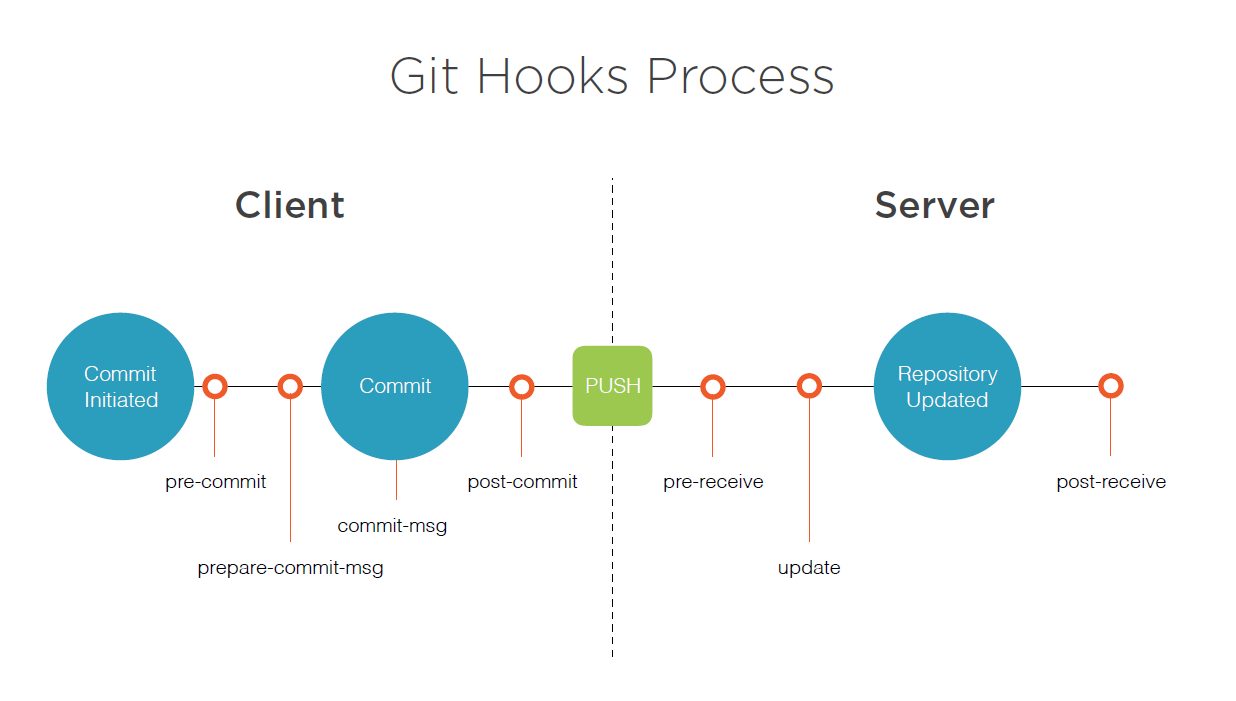 Git Hooks Process
Client
Server
Commit
Initiated
Commit
PUSH
Repository
Updated
pre-commit
post-commit
pre-receive
post-receive
commit-msg
prepare-commit-msg
update